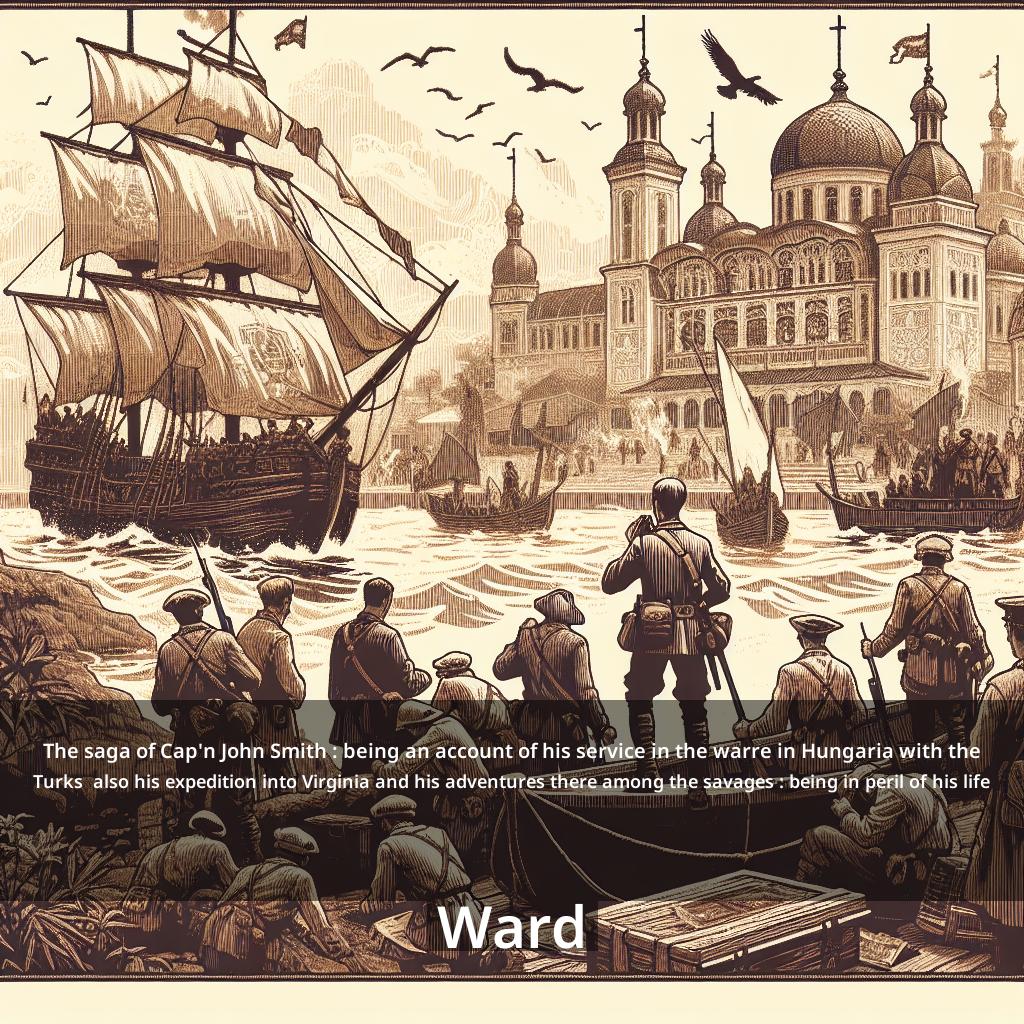 The saga of Cap'n John Smith : being an account of his service in the warre in Hungaria with the
Turks  also his expedition into Virginia and his adventures there among the savages : being in peril of his life
Ward